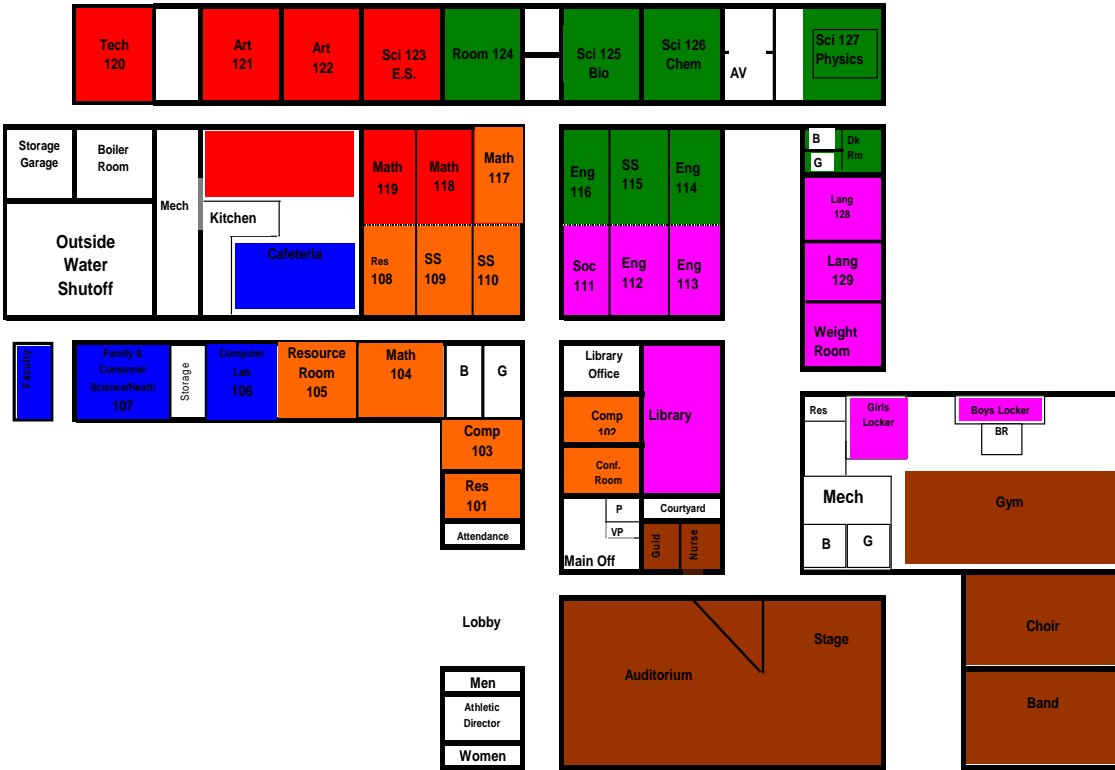 Tech
120
Art
121
Art
122
Sci 123
E.S.
Room 124
Sci 125
Bio
Sci 126
Chem
AV
Sci 127
Physics
Storage
Garage
Boiler
Room
Mech
Kitchen
Cafeteria
Outside
Water
Shutoff
Math
119
Math
118
Math
117
Res
108
SS
109
SS
110
Eng
116
SS
115
Eng
114
Soc
111
Eng
112
Eng
113
B
G
Dk
Rm
Lang
128
Lang
129
Weight
Room
Faculty
Family &
Consumer
Science/Heath
107
Storage
Computer
Lab
106
Resource
Room
105
Math
104
B
G
Comp
103
Res
101
Attendance
Library
Office
Comp
102
Conf.
Room
Library
P
VP
Main Off
Courtyard
Guid
Nurse
Res
Girls
Locker
Boys Locker
BR
Mech
B
G
Gym
Choir
Band
Lobby
Men
Athletic
Director
Women
Auditorium
Stage